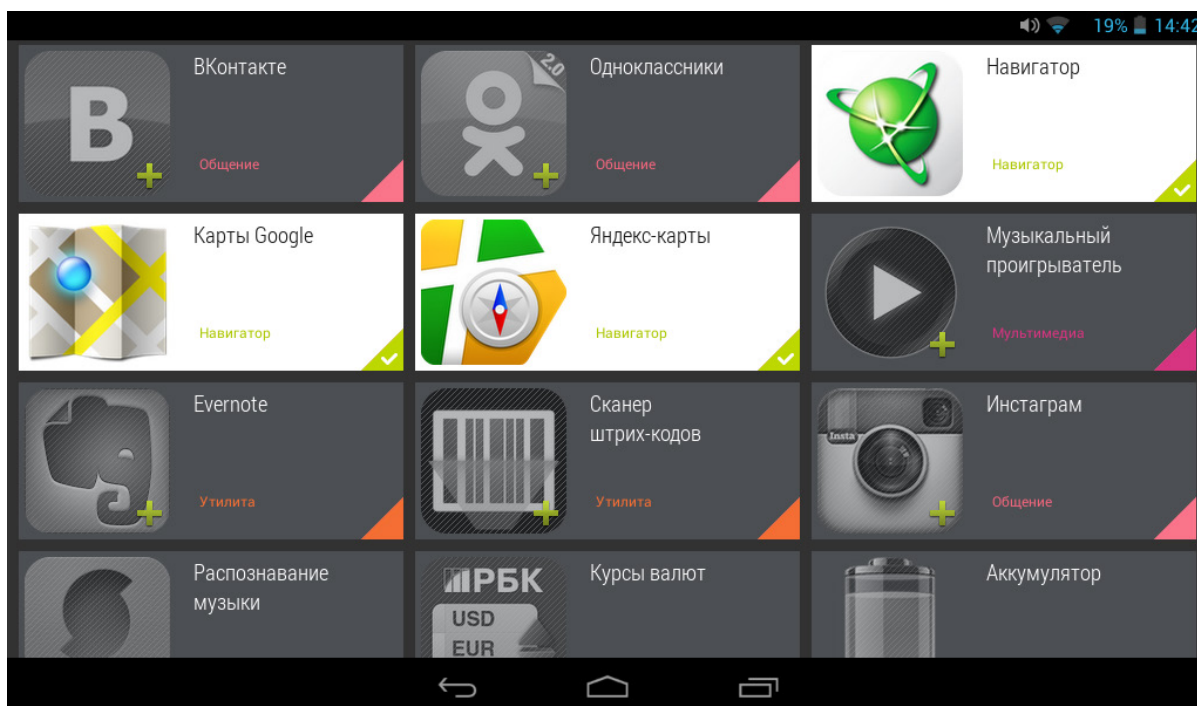 19% 14:42
ВКонтакте
В
Общение
Одноклассники
2.0
Общение
Навигатор
Навигатор
Карты Google
Навигатор
Яндекс-карты
Навигатор
Музыкальный
проигрыватель
Мультимедиа
Evernote
Утилита
Сканер
штрих-кодов
Утилита
Инстаграм
Insta
Общение
Распознавание
музыки
Курсы валют
РБК
USD
EUR
Аккумулятор